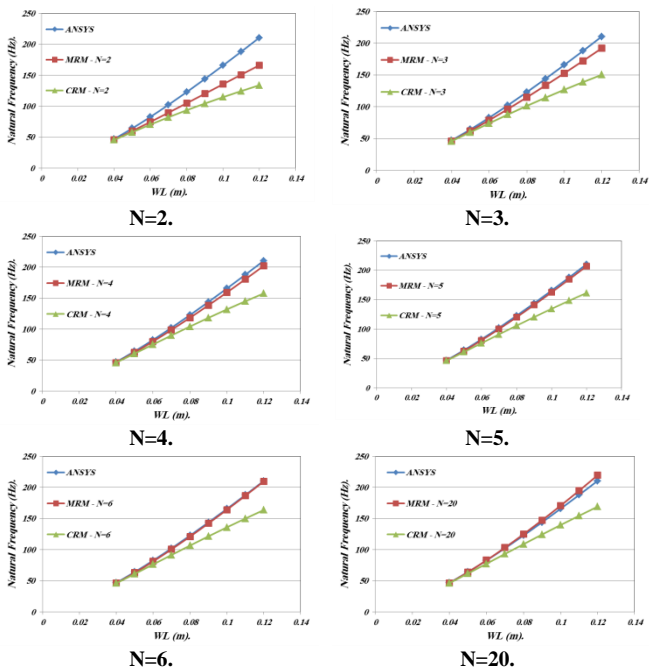 Natural Frequency (Hz).
250
200
150
100
50
0
ANSYS
MRM - N=2
CRM - N=2
0 0.02 0.04 0.06 0.08 0.1 0.12 0.14
WL (m).
N=2.
Natural Frequency (Hz).
250
200
150
100
50
0
ANSYS
MRM - N=3
CRM - N=3
0 0.02 0.04 0.06 0.08 0.1 0.12 0.14
WL (m).
N=3.
Natural Frequency (Hz).
250
200
150
100
50
0
ANSYS
MRM - N=4
CRM - N=4
0 0.02 0.04 0.06 0.08 0.1 0.12 0.14
WL (m).
N=4.
Natural Frequency (Hz).
250
200
150
100
50
0
ANSYS
MRM - N=5
CRM - N=5
0 0.02 0.04 0.06 0.08 0.1 0.12 0.14
WL (m).
N=5.
Natural Frequency (Hz).
250
200
150
100
50
0
ANSYS
MRM - N=6
CRM - N=6
0 0.02 0.04 0.06 0.08 0.1 0.12 0.14
WL (m).
N=6.
Natural Frequency (Hz).
250
200
150
100
50
0
ANSYS
MRM - N=20
CRM - N=20
0 0.02 0.04 0.06 0.08 0.1 0.12 0.14
WL (m).
N=20.